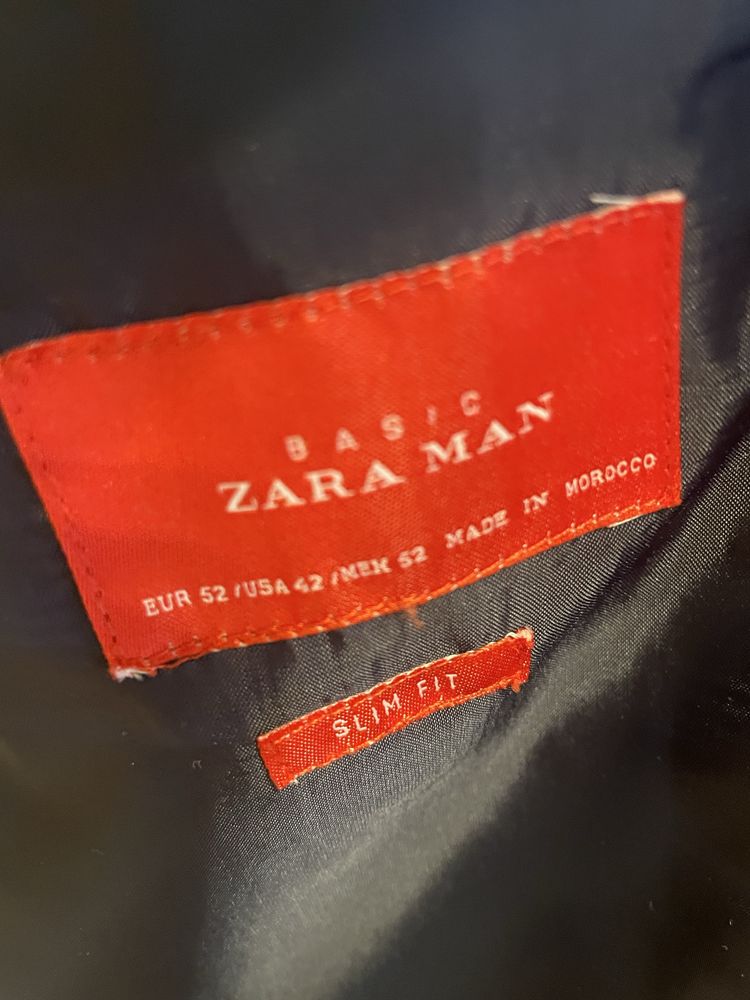 BASIC
ZARA MAN
EUR 52 / USA 42 / MEX 52 MADE IN MOROCCO
SLIM FIT